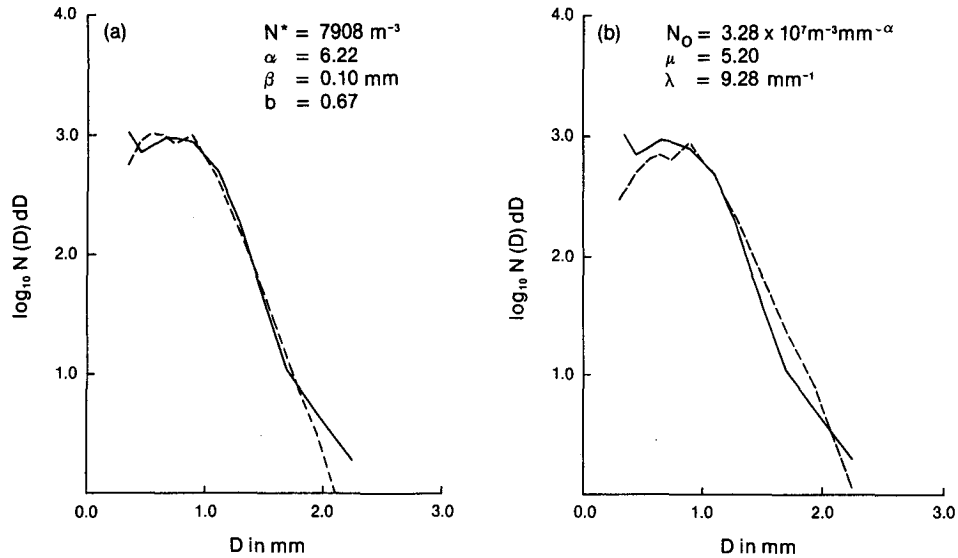 (a)
N* = 7908 m⁻³
α = 6.22
β = 0.10 mm
b = 0.67
4.0
3.0
2.0
1.0
log₁₀ N (D) dD
0.0 1.0 2.0 3.0
D in mm
(b)
N₀ = 3.28 x 10⁷m⁻³mm⁻ᵅ
μ = 5.20
λ = 9.28 mm⁻¹
4.0
3.0
2.0
1.0
log₁₀ N (D) dD
0.0 1.0 2.0 3.0
D in mm